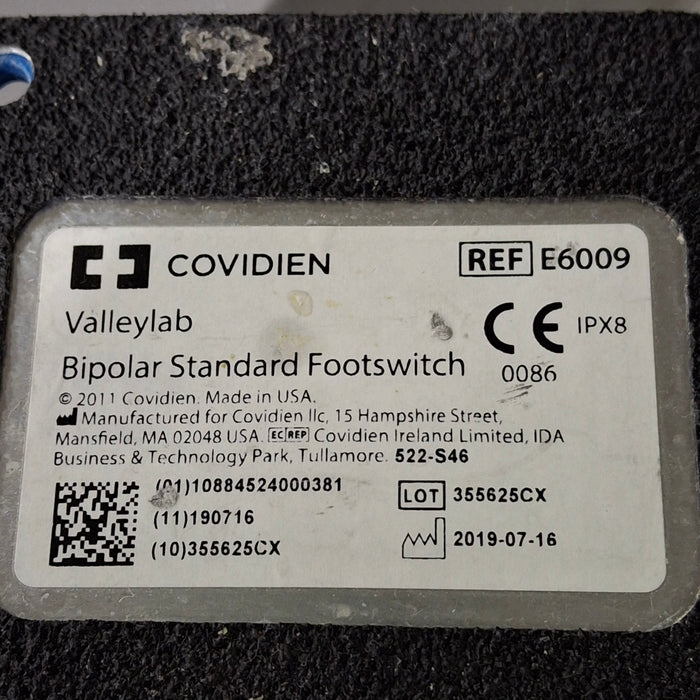 COVIDIEN
REF E6009
Valleylab
CE IPX8
Bipolar Standard Footswitch
0086
© 2011 Covidien. Made in USA.
Manufactured for Covidien llc, 15 Hampshire Street,
Mansfield, MA 02048 USA. EC REP Covidien Ireland Limited, IDA
Business & Technology Park, Tullamore. 522-S46
(01)10884524000381
(11)190716
(10)355625CX
LOT 355625CX
2019-07-16